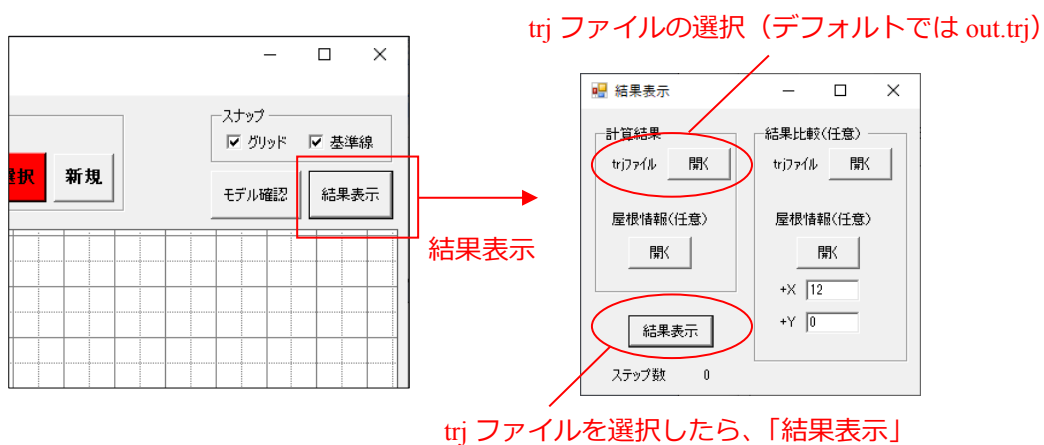 trj ファイルの選択（デフォルトでは out.trj）
スナップ
グリッド 基準線
択 新規
モデル確認 結果表示
結果表示
結果表示
計算結果
trjファイル 開く
屋根情報(任意)
開く
結果表示
ステップ数 0
結果比較(任意)
trjファイル 開く
屋根情報(任意)
開く
+X 12
+Y 0
trj ファイルを選択したら、「結果表示」